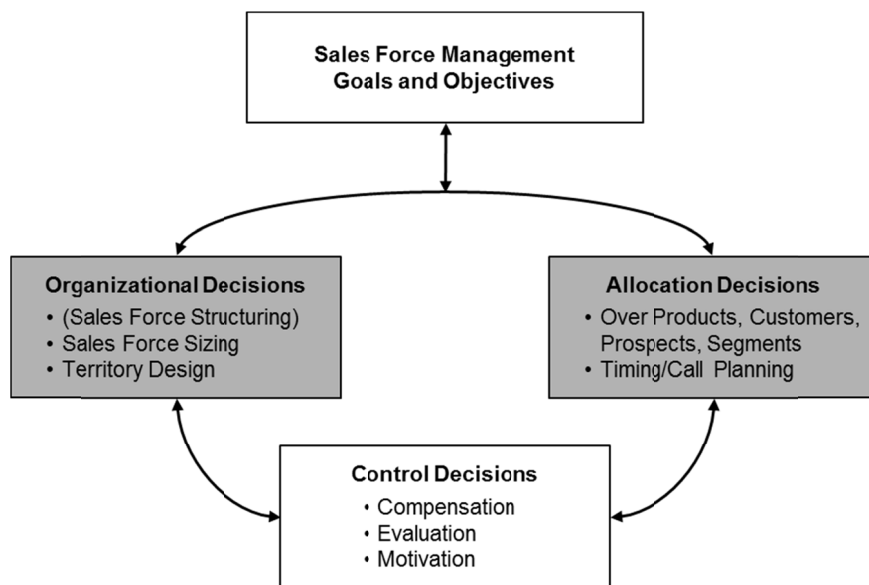 Sales Force Management
Goals and Objectives
Organizational Decisions
• (Sales Force Structuring)
• Sales Force Sizing
• Territory Design
Allocation Decisions
• Over Products, Customers,
Prospects, Segments
• Timing/Call Planning
Control Decisions
• Compensation
• Evaluation
• Motivation